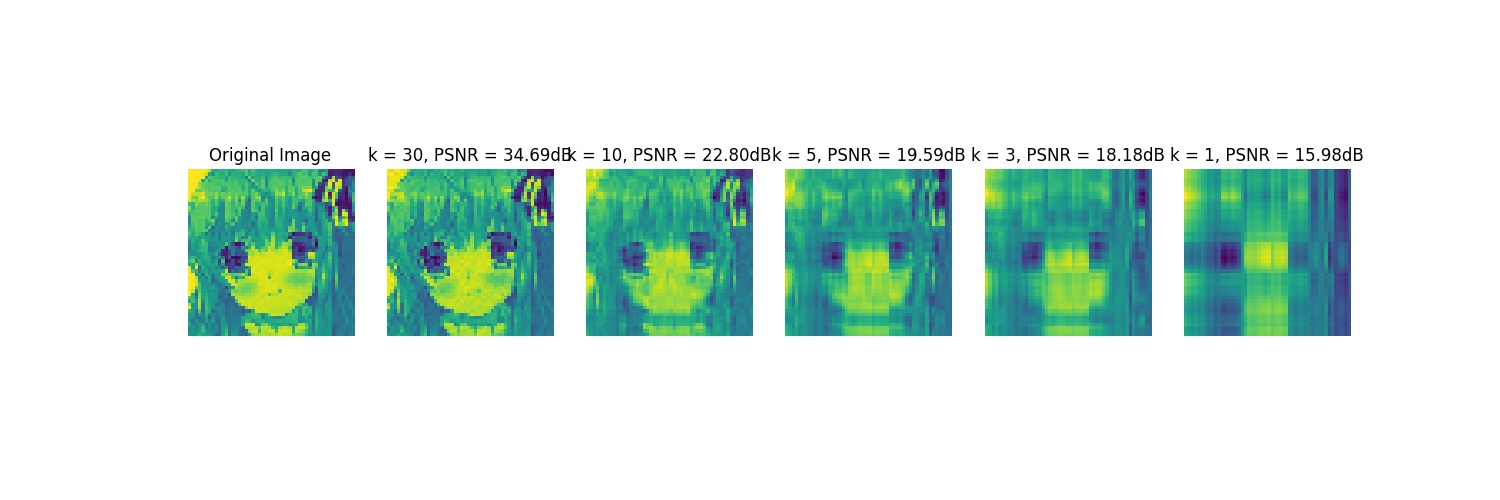 Original Image
k = 30, PSNR = 34.69dB
k = 10, PSNR = 22.80dB
k = 5, PSNR = 19.59dB
k = 3, PSNR = 18.18dB
k = 1, PSNR = 15.98dB